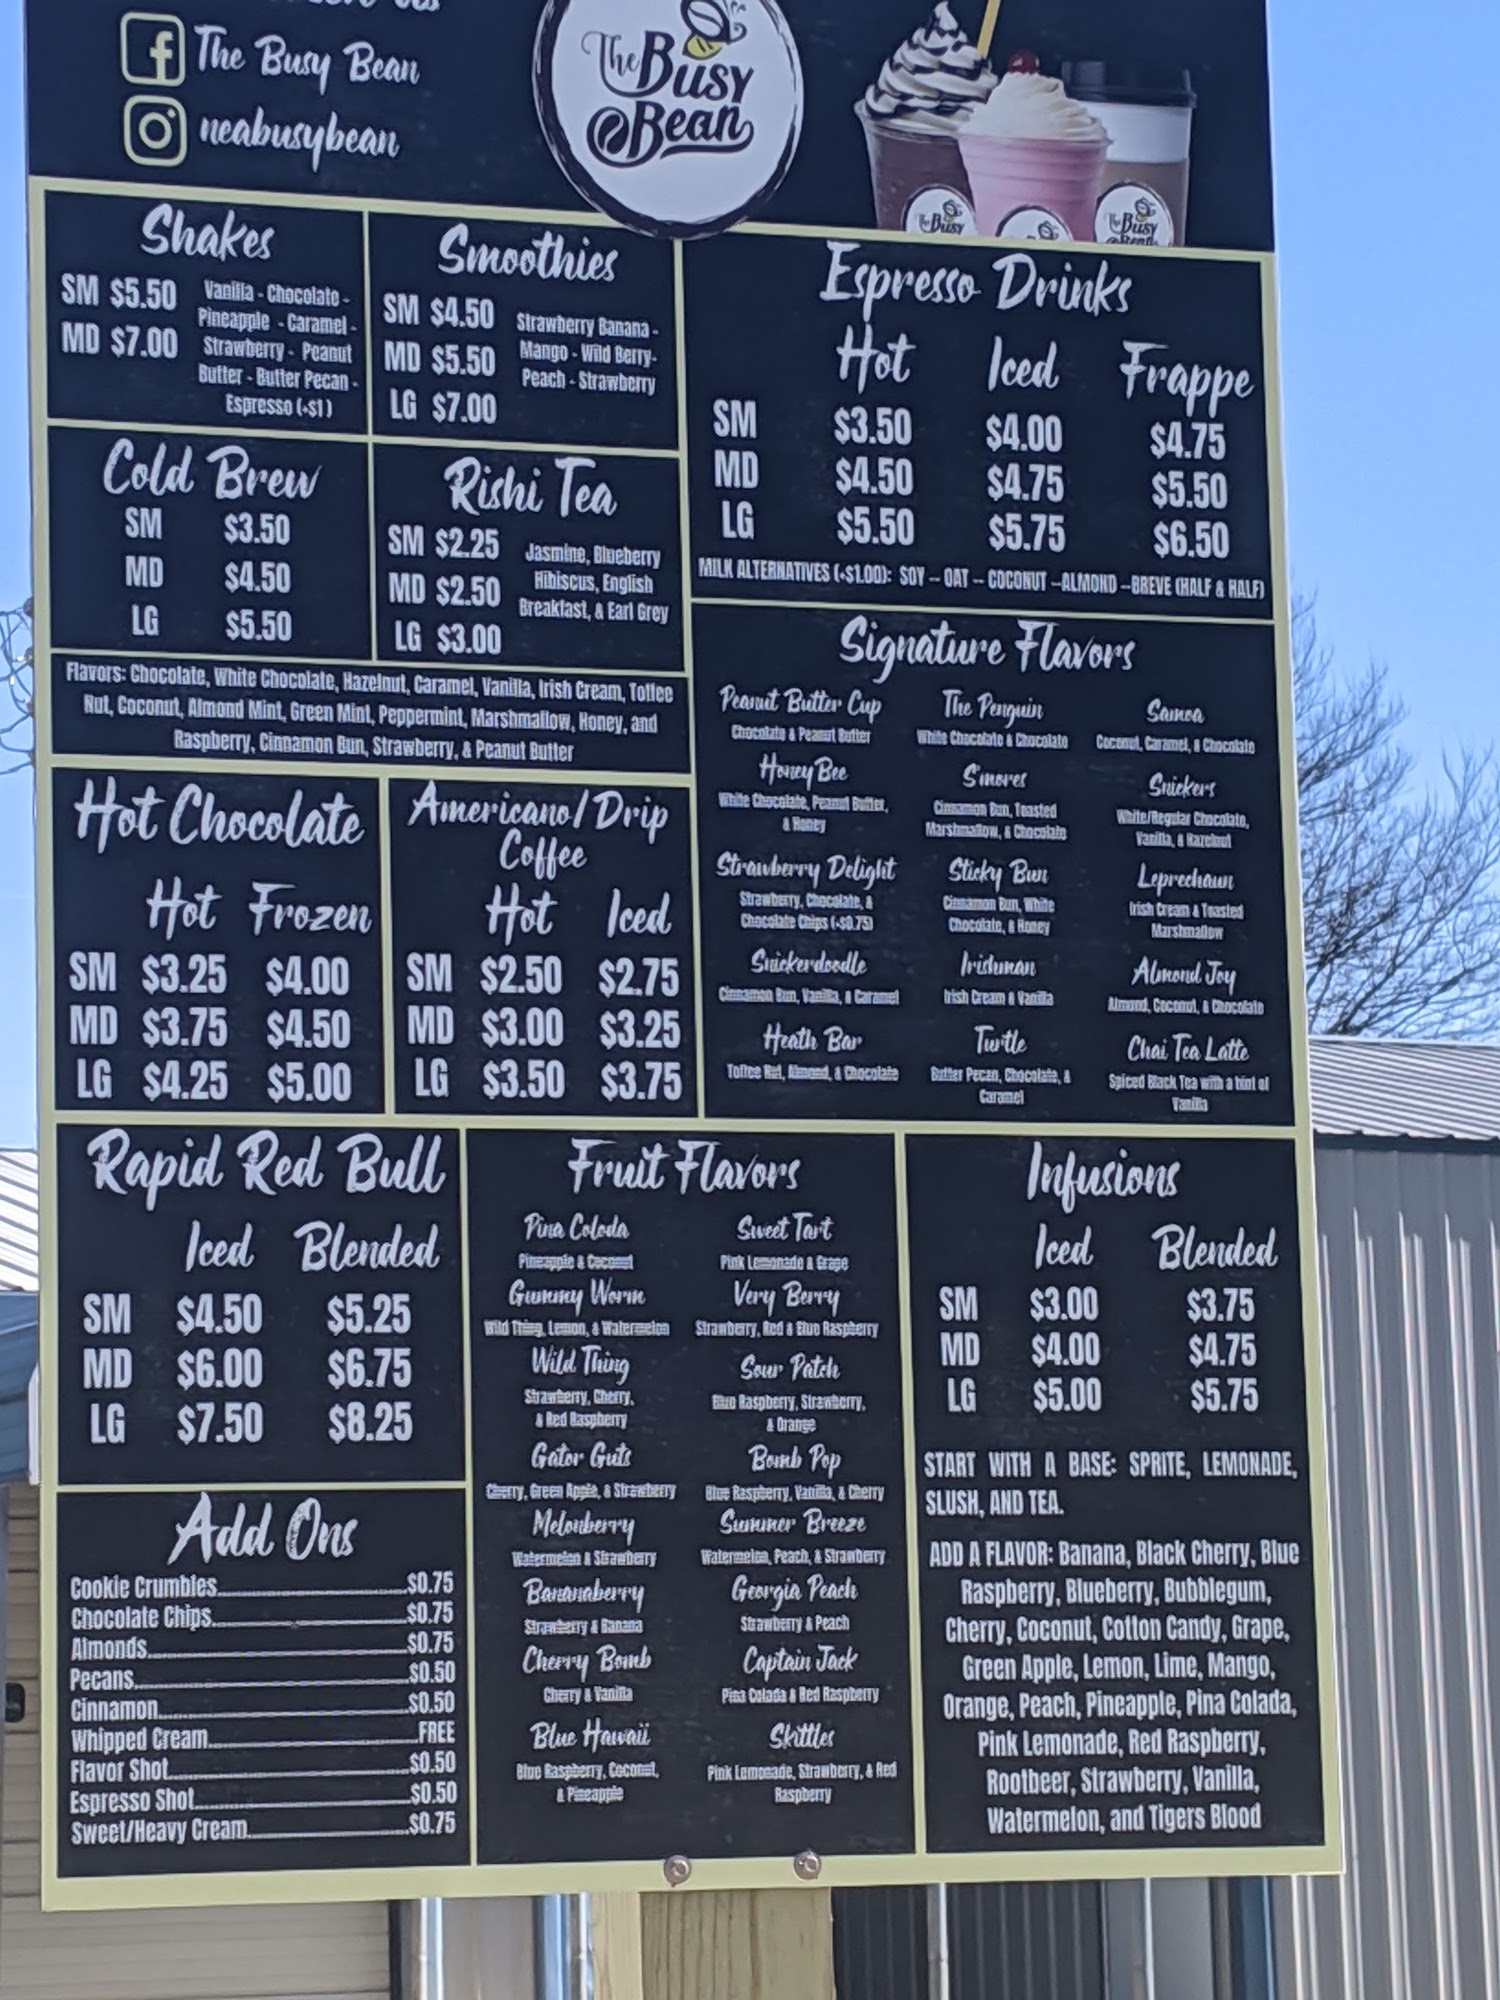 The Busy Bean
neabusybean
The
Busy
Bean
The Busy
The Busy
Bean
Shakes
SM $5.50
MD $7.00
Vanilla - Chocolate -
Pineapple - Caramel -
Strawberry - Peanut
Butter - Butter Pecan -
Espresso (+$1)
Smoothies
SM $4.50
MD $5.50
LG $7.00
Strawberry Banana -
Mango - Wild Berry-
Peach - Strawberry
Espresso Drinks
Hot Iced Frappe
SM $3.50 $4.00 $4.75
MD $4.50 $4.75 $5.50
LG $5.50 $5.75 $6.50
MILK ALTERNATIVES (+$1.00): SOY -- OAT -- COCONUT --ALMOND --BREVE (HALF & HALF)
Cold Brew
SM $3.50
MD $4.50
LG $5.50
Rishi Tea
SM $2.25
MD $2.50
LG $3.00
Jasmine, Blueberry
Hibiscus, English
Breakfast, & Earl Grey
Flavors: Chocolate, White Chocolate, Hazelnut, Caramel, Vanilla, Irish Cream, Toffee
Nut, Coconut, Almond Mint, Green Mint, Peppermint, Marshmallow, Honey, and
Raspberry, Cinnamon Bun, Strawberry, & Peanut Butter
Signature Flavors
Peanut Butter Cup
Chocolate & Peanut Butter
The Penguin
White Chocolate & Chocolate
Samoa
Coconut, Caramel, & Chocolate
Honey Bee
White Chocolate, Peanut Butter,
& Honey
S'mores
Cinnamon Bun, Toasted
Marshmallow, & Chocolate
Snickers
White/Regular Chocolate,
Vanilla, & Hazelnut
Strawberry Delight
Strawberry, Chocolate, &
Chocolate Chips (+$0.75)
Sticky Bun
Cinnamon Bun, White
Chocolate, & Honey
Leprechaun
Irish Cream & Toasted
Marshmallow
Snickerdoodle
Cinnamon Bun, Vanilla, & Caramel
Irishman
Irish Cream & Vanilla
Almond Joy
Almond, Coconut, & Chocolate
Heath Bar
Toffee Nut, Almond, & Chocolate
Turtle
Butter Pecan, Chocolate, &
Caramel
Chai Tea Latte
Spiced Black Tea with a hint of
Vanilla
Hot Chocolate
Hot Frozen
SM $3.25 $4.00
MD $3.75 $4.50
LG $4.25 $5.00
Americano/Drip
Coffee
Hot Iced
SM $2.50 $2.75
MD $3.00 $3.25
LG $3.50 $3.75
Rapid Red Bull
Iced Blended
SM $4.50 $5.25
MD $6.00 $6.75
LG $7.50 $8.25
Add Ons
Cookie Crumbles $0.75
Chocolate Chips $0.75
Almonds $0.75
Pecans $0.50
Cinnamon $0.50
Whipped Cream FREE
Flavor Shot $0.50
Espresso Shot $0.50
Sweet/Heavy Cream $0.75
Fruit Flavors
Pina Colada
Pineapple & Coconut
Sweet Tart
Pink Lemonade & Grape
Gummy Worm
Wild Thing, Lemon, & Watermelon
Very Berry
Strawberry, Red & Blue Raspberry
Wild Thing
Strawberry, Cherry,
& Red Raspberry
Sour Patch
Blue Raspberry, Strawberry,
& Orange
Gator Guts
Cherry, Green Apple, & Strawberry
Bomb Pop
Blue Raspberry, Vanilla, & Cherry
Melonberry
Watermelon & Strawberry
Summer Breeze
Watermelon, Peach, & Strawberry
Bananaberry
Strawberry & Banana
Georgia Peach
Strawberry & Peach
Cherry Bomb
Cherry & Vanilla
Captain Jack
Pina Colada & Red Raspberry
Blue Hawaii
Blue Raspberry, Coconut,
& Pineapple
Skittles
Pink Lemonade, Strawberry, & Red
Raspberry
Infusions
Iced Blended
SM $3.00 $3.75
MD $4.00 $4.75
LG $5.00 $5.75
START WITH A BASE: SPRITE, LEMONADE,
SLUSH, AND TEA.
ADD A FLAVOR: Banana, Black Cherry, Blue
Raspberry, Blueberry, Bubblegum,
Cherry, Coconut, Cotton Candy, Grape,
Green Apple, Lemon, Lime, Mango,
Orange, Peach, Pineapple, Pina Colada,
Pink Lemonade, Red Raspberry,
Rootbeer, Strawberry, Vanilla,
Watermelon, and Tigers Blood